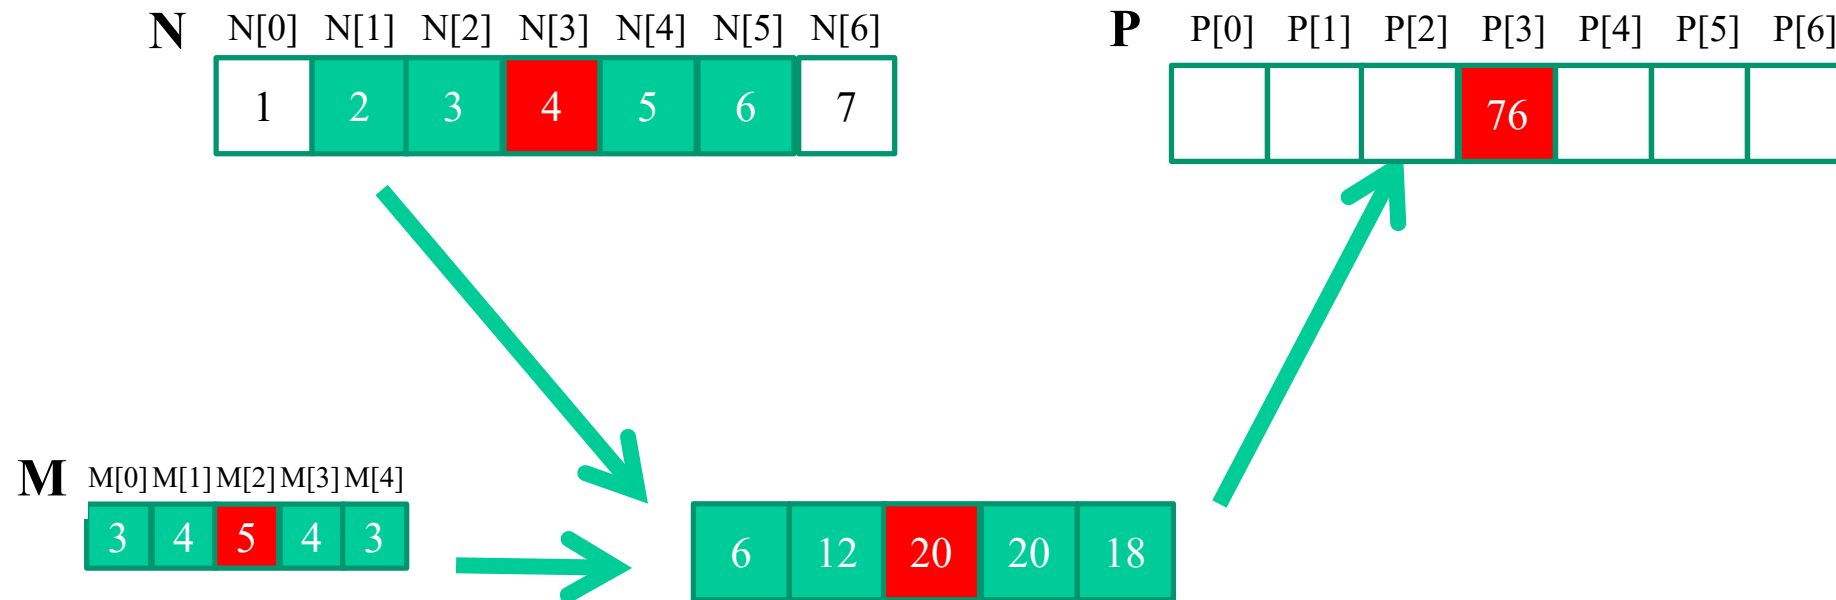 N N[0] N[1] N[2] N[3] N[4] N[5] N[6]
1 2 3 4 5 6 7
P P[0] P[1] P[2] P[3] P[4] P[5] P[6]
76
M M[0] M[1] M[2] M[3] M[4]
3 4 5 4 3
6 12 20 20 18